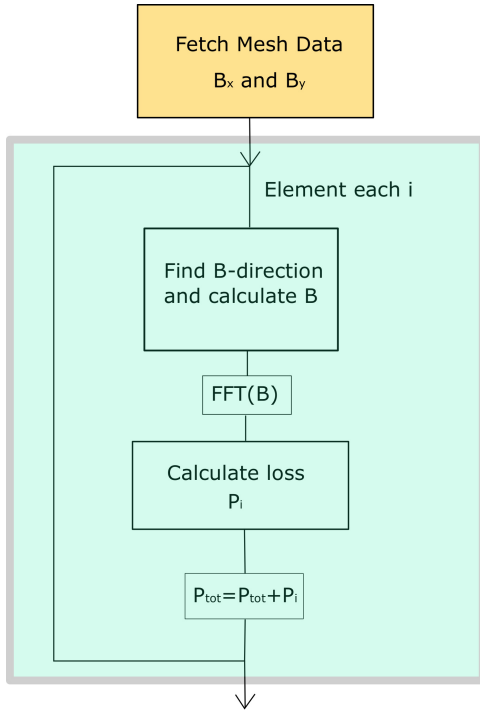 Fetch Mesh Data
Bx and By
Element each i
Find B-direction
and calculate B
FFT(B)
Calculate loss
Pi
Ptot=Ptot+Pi